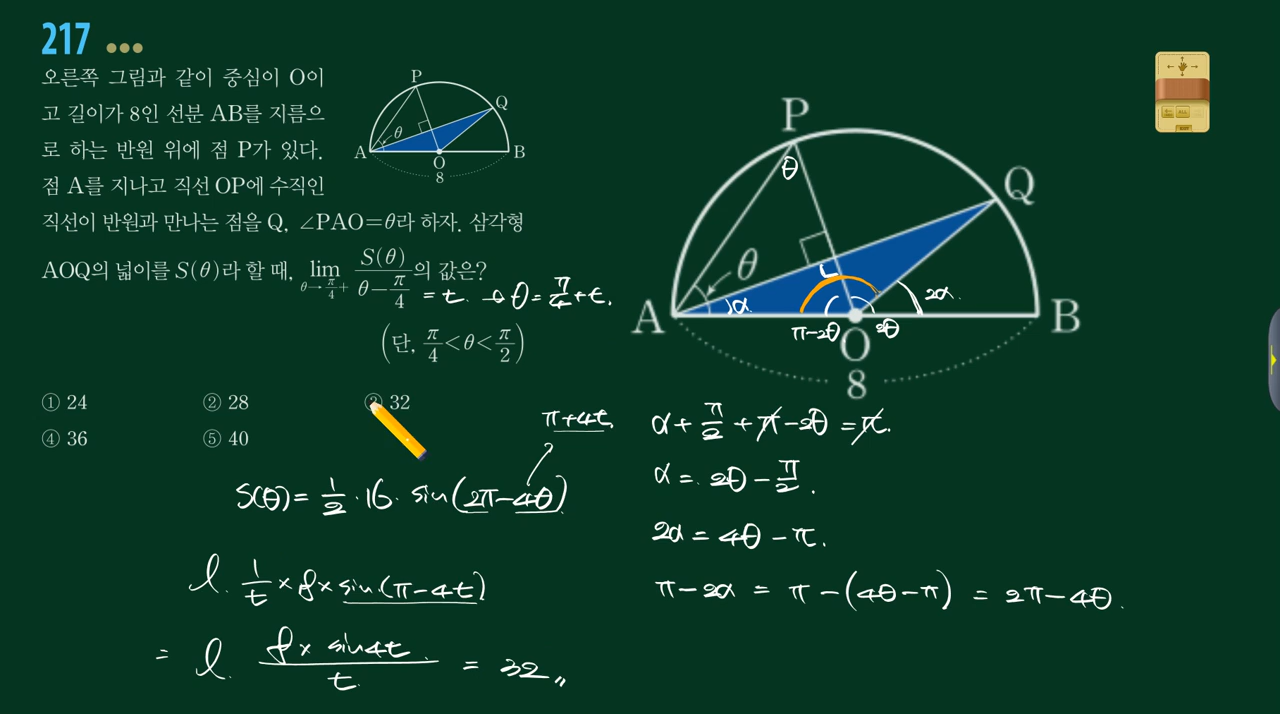 217
오른쪽 그림과 같이 중심이 O이
고 길이가 8인 선분 AB를 지름으
로 하는 반원 위에 점 P가 있다.
점 A를 지나고 직선 OP에 수직인
직선이 반원과 만나는 점을 Q, ∠PAO=θ라 하자. 삼각형
AOQ의 넓이를 S(θ)라 할 때, lim θ→π/4+ S(θ)/(θ-π/4)의 값은?
= t. → θ = π/4 + t.
(단, π/4<θ<π/2)
① 24
② 28
③ 32
④ 36
⑤ 40
P
Q
θ
A
O
B
8
P
θ
Q
θ
A
α
2α.
π-2θ
2θ
O
B
8
π+4t.
S(θ) = 1/2 · 16 · sin(2π-4θ)
l. 1/t × 8 × sin(π-4t)
= l. 8 × sin4t / t = 32〃
α + π/2 + π - 2θ = π.
α = 2θ - π/2.
2α = 4θ - π.
π-2α = π-(4θ-π) = 2π-4θ.